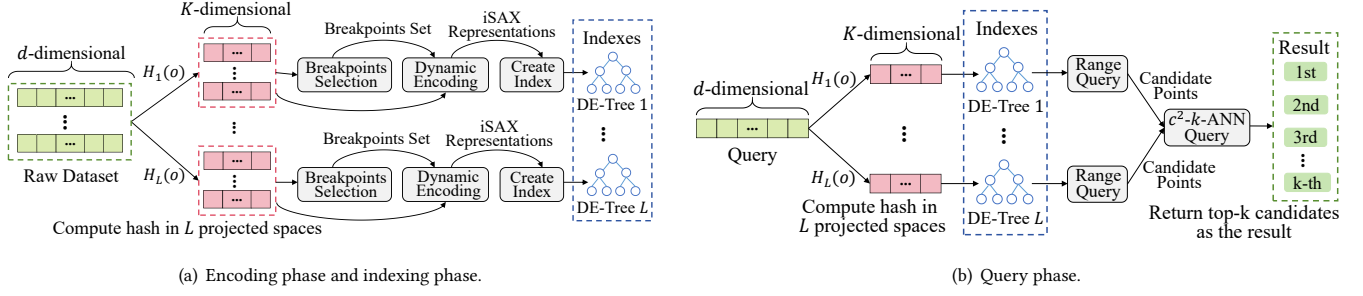 K-dimensional
d-dimensional
H1(o)
HL(o)
Raw Dataset
Compute hash in L projected spaces
Breakpoints Set
iSAX
Representations
Breakpoints
Selection
Dynamic
Encoding
Create
Index
Breakpoints Set
iSAX
Representations
Breakpoints
Selection
Dynamic
Encoding
Create
Index
Indexes
DE-Tree 1
DE-Tree L
(a) Encoding phase and indexing phase.
d-dimensional
Query
H1(o)
HL(o)
K-dimensional
Compute hash in
L projected spaces
Indexes
DE-Tree 1
DE-Tree L
Range
Query
Range
Query
Candidate
Points
Candidate
Points
c²-k-ANN
Query
Result
1st
2nd
3rd
k-th
Return top-k candidates
as the result
(b) Query phase.